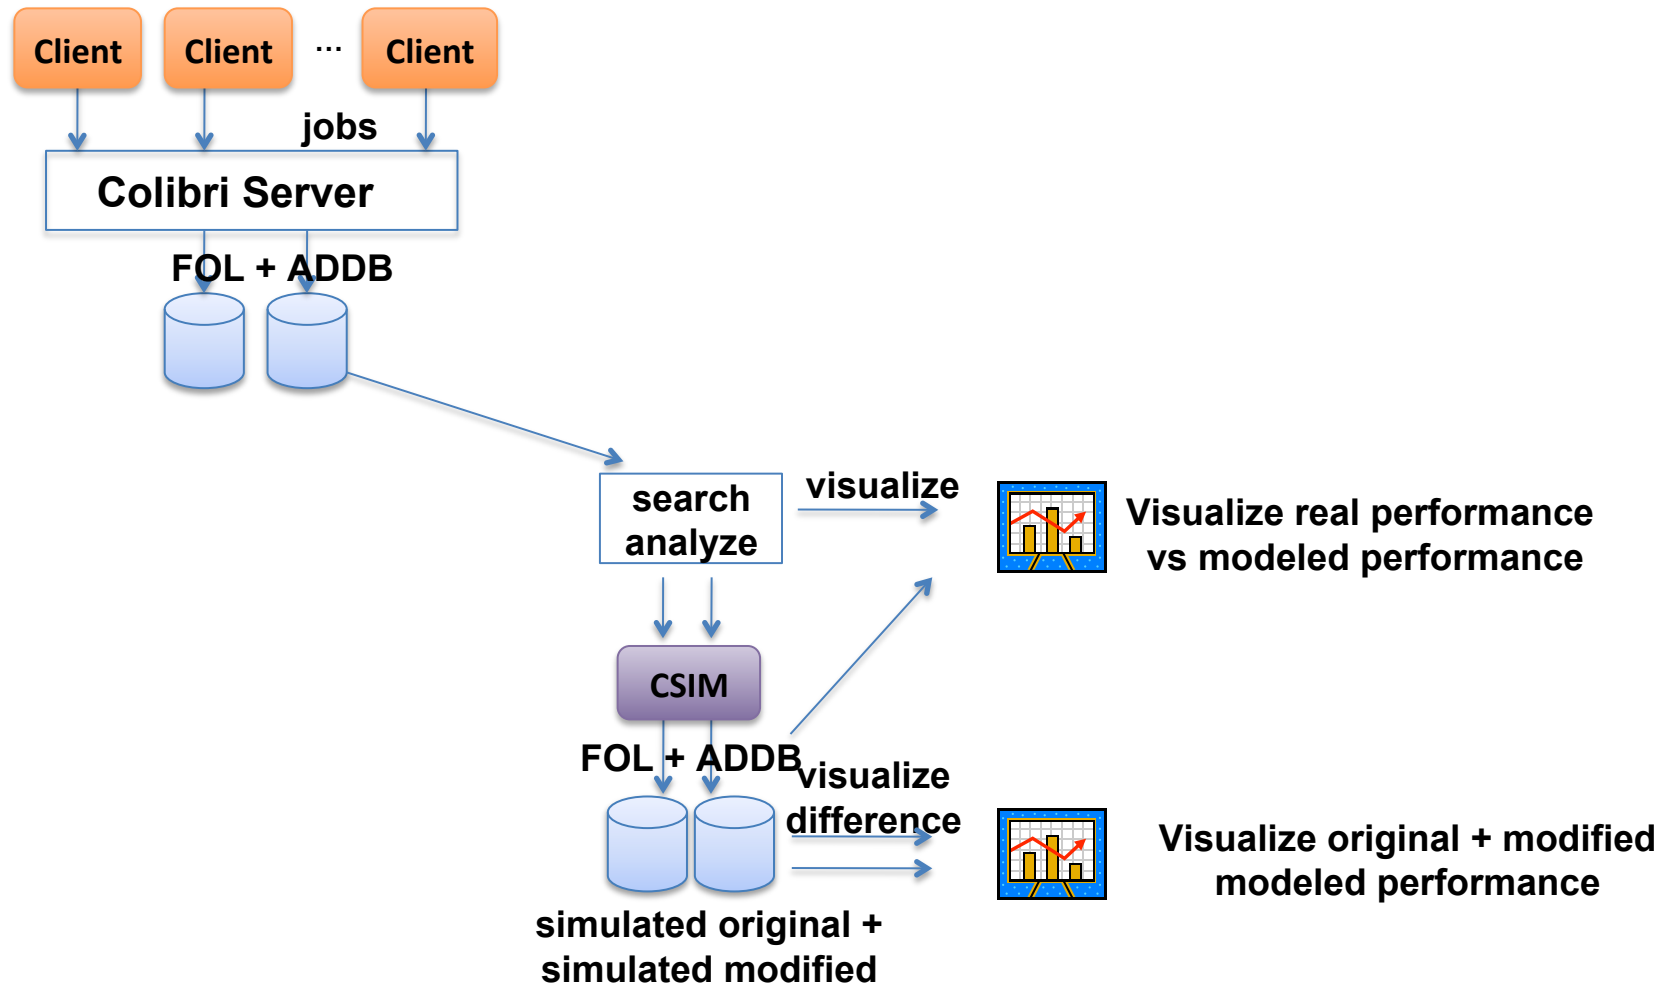 Client
Client
...
Client
jobs
Colibri Server
FOL + ADDB
search
analyze
visualize
Visualize real performance
vs modeled performance
CSIM
FOL + ADDB
visualize
difference
Visualize original + modified
modeled performance
simulated original +
simulated modified